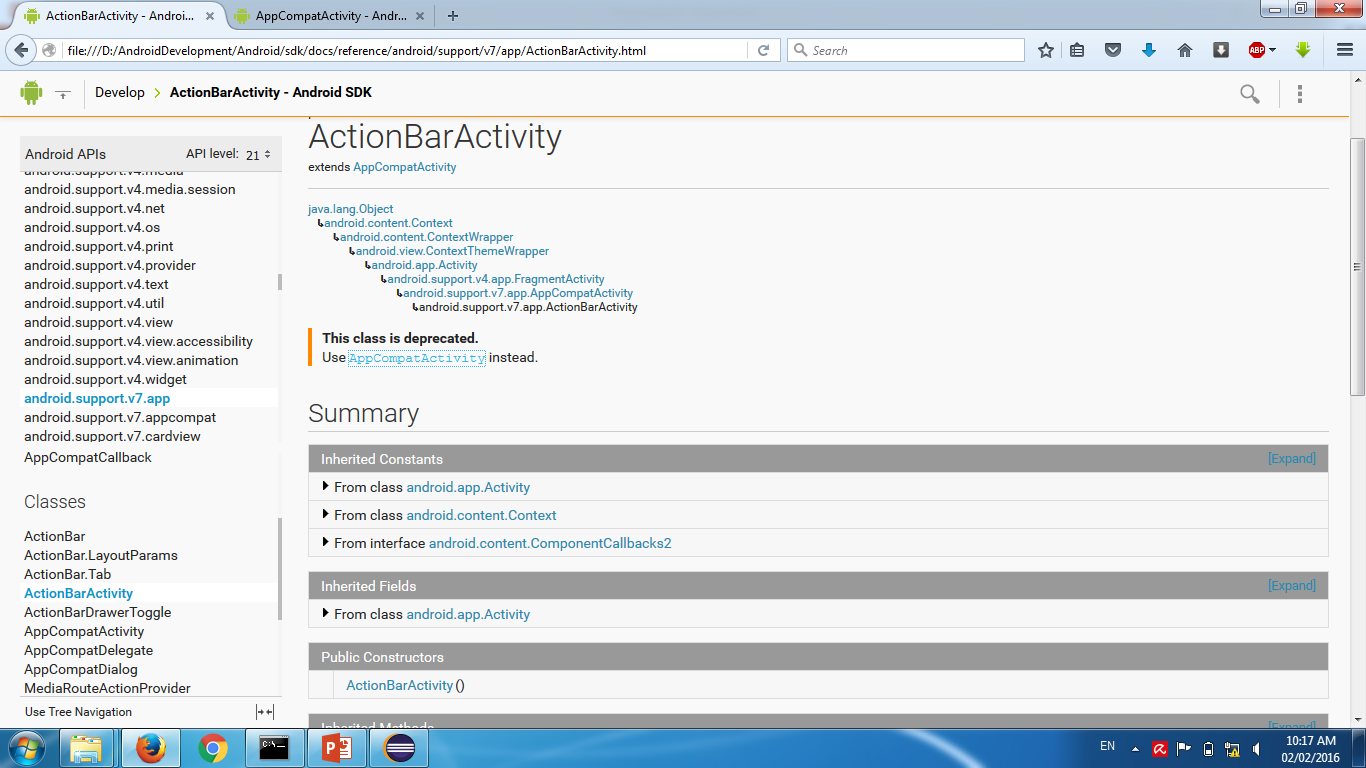 ActionBarActivity - Androi...
AppCompatActivity - Andr...
file:///D:/AndroidDevelopment/Android/sdk/docs/reference/android/support/v7/app/ActionBarActivity.html
Search
ABP
Develop
ActionBarActivity - Android SDK
Android APIs
API level: 21
android.support.v4.media
android.support.v4.media.session
android.support.v4.net
android.support.v4.os
android.support.v4.print
android.support.v4.provider
android.support.v4.text
android.support.v4.util
android.support.v4.view
android.support.v4.view.accessibility
android.support.v4.view.animation
android.support.v4.widget
android.support.v7.app
android.support.v7.appcompat
android.support.v7.cardview
AppCompatCallback
Classes
ActionBar
ActionBar.LayoutParams
ActionBar.Tab
ActionBarActivity
ActionBarDrawerToggle
AppCompatActivity
AppCompatDelegate
AppCompatDialog
MediaRouteActionProvider
Use Tree Navigation
ActionBarActivity
extends AppCompatActivity
java.lang.Object
android.content.Context
android.content.ContextWrapper
android.view.ContextThemeWrapper
android.app.Activity
android.support.v4.app.FragmentActivity
android.support.v7.app.AppCompatActivity
android.support.v7.app.ActionBarActivity
This class is deprecated.
Use AppCompatActivity instead.
Summary
Inherited Constants [Expand]
From class android.app.Activity
From class android.content.Context
From interface android.content.ComponentCallbacks2
Inherited Fields [Expand]
From class android.app.Activity
Public Constructors
ActionBarActivity()
Inherited Methods [Expand]
EN
10:17 AM
02/02/2016